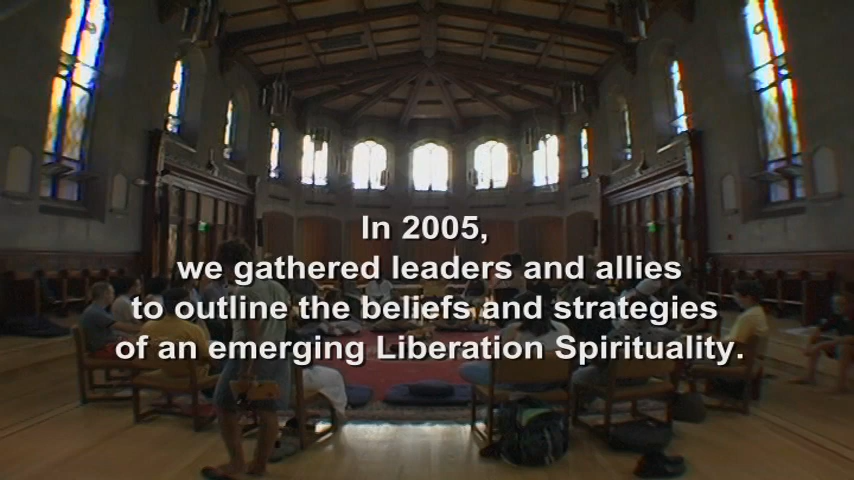 In 2005,
we gathered leaders and allies
to outline the beliefs and strategies
of an emerging Liberation Spirituality.